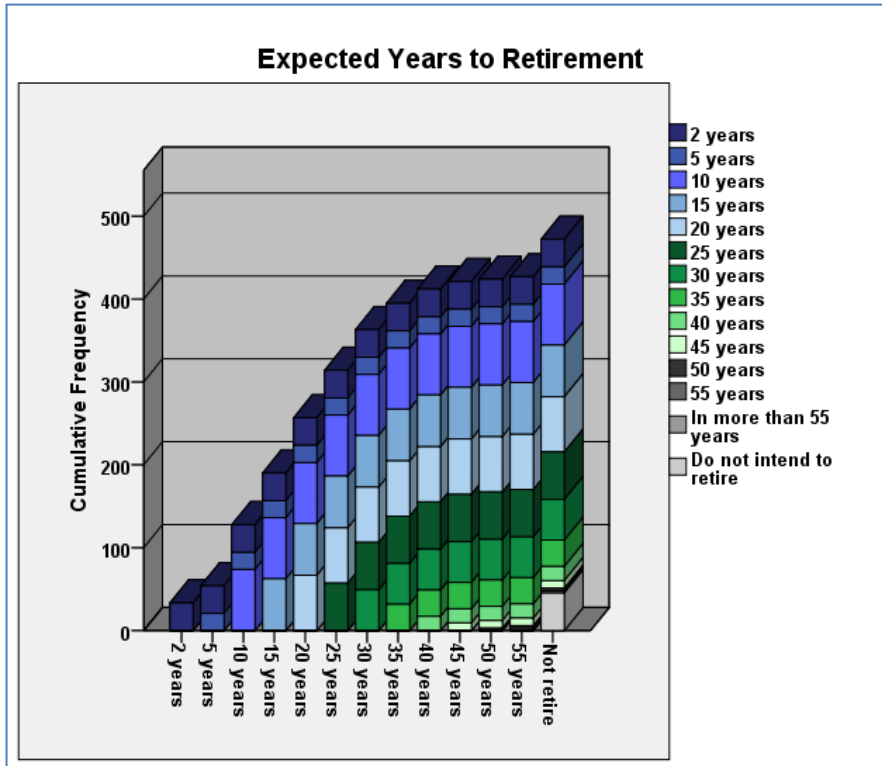 Expected Years to Retirement
Cumulative Frequency
500
400
300
200
100
0
2 years
5 years
10 years
15 years
20 years
25 years
30 years
35 years
40 years
45 years
50 years
55 years
Not retire
2 years
5 years
10 years
15 years
20 years
25 years
30 years
35 years
40 years
45 years
50 years
55 years
In more than 55
years
Do not intend to
retire